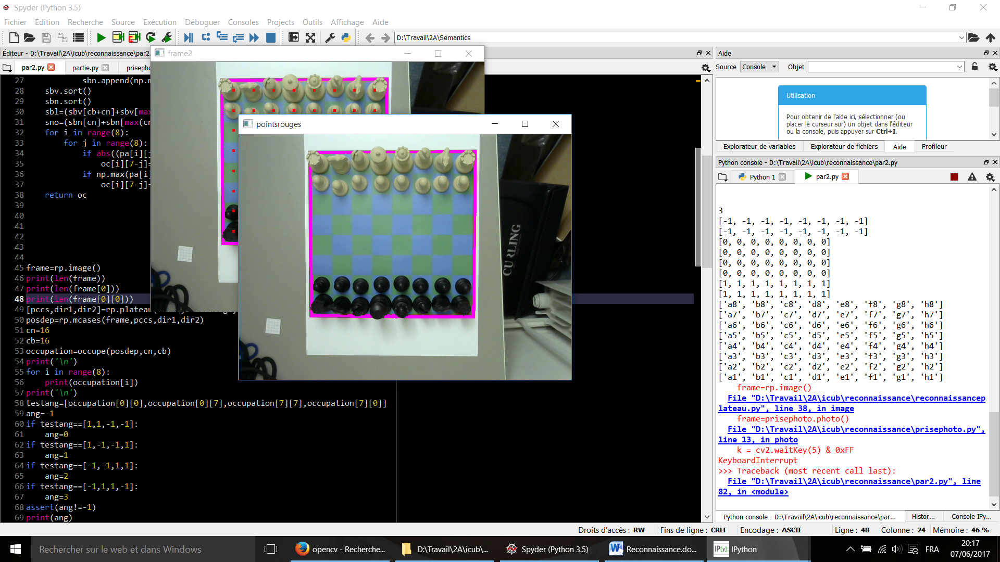 Spyder (Python 3.5)
Fichier Édition Recherche Source Exécution Déboguer Consoles Projects Outils Affichage Aide
D:\Travail\2A\Semantics
Éditeur - D:\Travail\2A\icub\reconnaissance\par2.
par2.py partie.py prisepho
27 sbn.append(np.m
28 sbv.sort()
29 sbn.sort()
30 sbl=(sbv[cb+cn]+sbv[max
31 sno=(sbn[cn]+sbn[max(cn
32 for i in range(8):
33 for j in range(8):
34 if abs((pa[i][j
35 oc[i][7-j]=
36 if np.max(pa[i]
37 oc[i][7-j]=
38 return oc
39
40
41
42
43
44
45 frame=rp.image()
46 print(len(frame))
47 print(len(frame[0]))
48 print(len(frame[0][0]))
49 [pccs,dir1,dir2]=rp.plateau(
50 posdep=rp.mcases(frame,pccs,dir1,dir2)
51 cn=16
52 cb=16
53 occupation=occupe(posdep,cn,cb)
54 print('\n')
55 for i in range(8):
56 print(occupation[i])
57 print('\n')
58 testang=[occupation[0][0],occupation[0][7],occupation[7][7],occupation[7][0]]
59 ang=-1
60 if testang==[1,1,-1,-1]:
61 ang=0
62 if testang==[1,-1,-1,1]:
63 ang=1
64 if testang==[-1,-1,1,1]:
65 ang=2
66 if testang==[-1,1,1,-1]:
67 ang=3
68 assert(ang!=-1)
69 print(ang)
frame2
pointsrouges
CURLING
Aide
Source Console Objet
Utilisation
Pour obtenir de l'aide ici, sélectionner (ou
placer le curseur sur) un objet dans l'éditeur
ou la console, puis appuyer sur Ctrl+I.
Explorateur de variables Explorateur de fichiers Aide Profileur
Python console - D:\Travail\2A\icub\reconnaissance\par2.py
Python 1 par2.py
3
[-1, -1, -1, -1, -1, -1, -1, -1]
[-1, -1, -1, -1, -1, -1, -1, -1]
[0, 0, 0, 0, 0, 0, 0, 0]
[0, 0, 0, 0, 0, 0, 0, 0]
[0, 0, 0, 0, 0, 0, 0, 0]
[0, 0, 0, 0, 0, 0, 0, 0]
[1, 1, 1, 1, 1, 1, 1, 1]
[1, 1, 1, 1, 1, 1, 1, 1]
['a8', 'b8', 'c8', 'd8', 'e8', 'f8', 'g8', 'h8']
['a7', 'b7', 'c7', 'd7', 'e7', 'f7', 'g7', 'h7']
['a6', 'b6', 'c6', 'd6', 'e6', 'f6', 'g6', 'h6']
['a5', 'b5', 'c5', 'd5', 'e5', 'f5', 'g5', 'h5']
['a4', 'b4', 'c4', 'd4', 'e4', 'f4', 'g4', 'h4']
['a3', 'b3', 'c3', 'd3', 'e3', 'f3', 'g3', 'h3']
['a2', 'b2', 'c2', 'd2', 'e2', 'f2', 'g2', 'h2']
['a1', 'b1', 'c1', 'd1', 'e1', 'f1', 'g1', 'h1']
frame=rp.image()
File "D:\Travail\2A\icub\reconnaissance\reconnaissancep
lateau.py", line 38, in image
frame=prisephoto.photo()
File "D:\Travail\2A\icub\reconnaissance\prisephoto.py",
line 13, in photo
k = cv2.waitKey(5) & 0xFF
KeyboardInterrupt
>>> Traceback (most recent call last):
File "D:\Travail\2A\icub\reconnaissance\par2.py", line
82, in <module>
Python console - D:\Travail\2A\icub\reconnaissance\par... Histor... Console IPy...
Droits d'accès : RW Fins de ligne : CRLF Encodage : ASCII Ligne : 48 Colonne : 24 Mémoire : 46 %
Rechercher sur le web et dans Windows
opencv - Recherche... D:\Travail\2A\icub\... Spyder (Python 3.5) Reconnaissance.do... IPython
FRA
20:17
07/06/2017